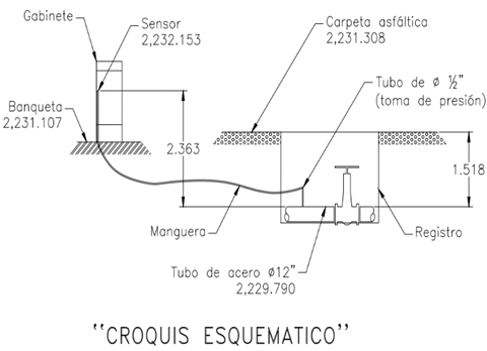 Gabinete
Sensor
2,232.153
Carpeta asfáltica
2,231.308
Tubo de ø ½"
(toma de presión)
Banqueta
2,231.107
2.363
1.518
Manguera
Registro
Tubo de acero ø12"
2,229.790
"CROQUIS ESQUEMATICO"